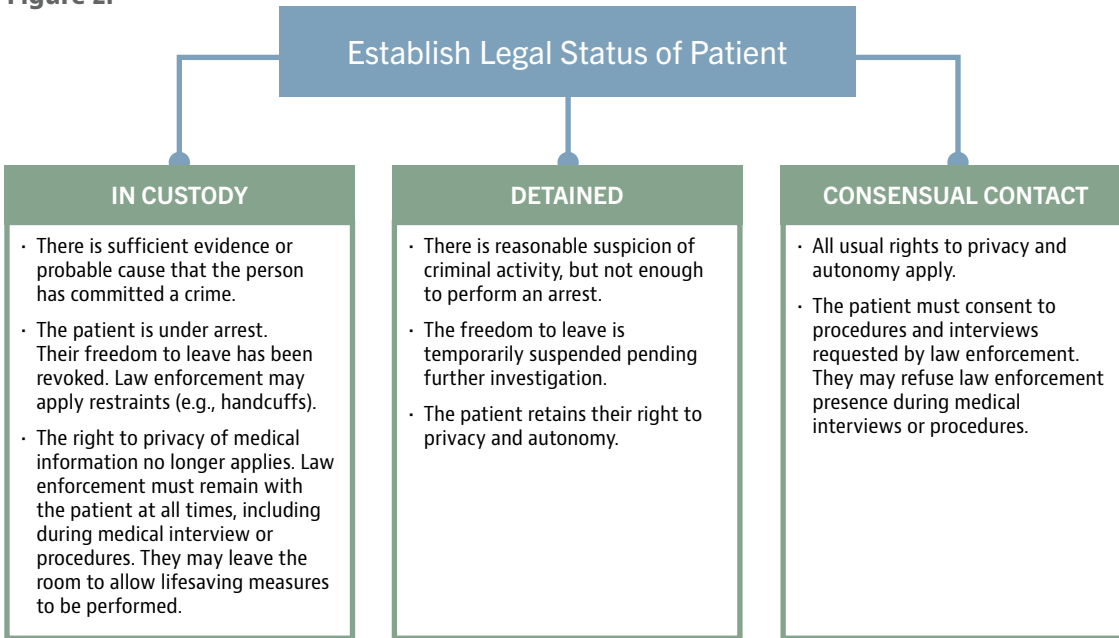 Figure 2.
Establish Legal Status of Patient
IN CUSTODY
· There is sufficient evidence or
probable cause that the person
has committed a crime.
· The patient is under arrest.
Their freedom to leave has been
revoked. Law enforcement may
apply restraints (e.g., handcuffs).
· The right to privacy of medical
information no longer applies. Law
enforcement must remain with
the patient at all times, including
during medical interview or
procedures. They may leave the
room to allow lifesaving measures
to be performed.
DETAINED
· There is reasonable suspicion of
criminal activity, but not enough
to perform an arrest.
· The freedom to leave is
temporarily suspended pending
further investigation.
· The patient retains their right to
privacy and autonomy.
CONSENSUAL CONTACT
· All usual rights to privacy and
autonomy apply.
· The patient must consent to
procedures and interviews
requested by law enforcement.
They may refuse law enforcement
presence during medical
interviews or procedures.